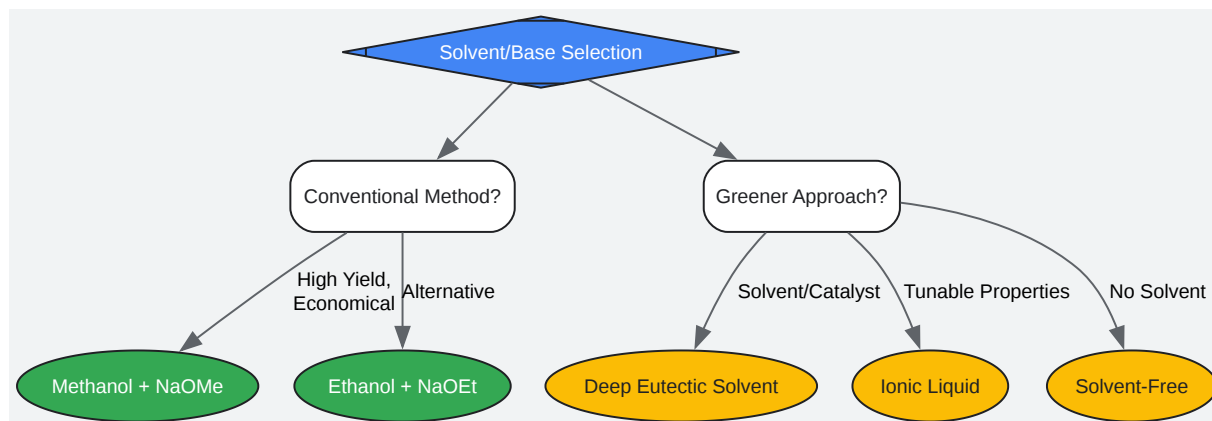 Solvent/Base Selection
Conventional Method?
Greener Approach?
High Yield,
Economical
Alternative
Solvent/Catalyst
Tunable Properties
No Solvent
Methanol + NaOMe
Ethanol + NaOEt
Deep Eutectic Solvent
Ionic Liquid
Solvent-Free